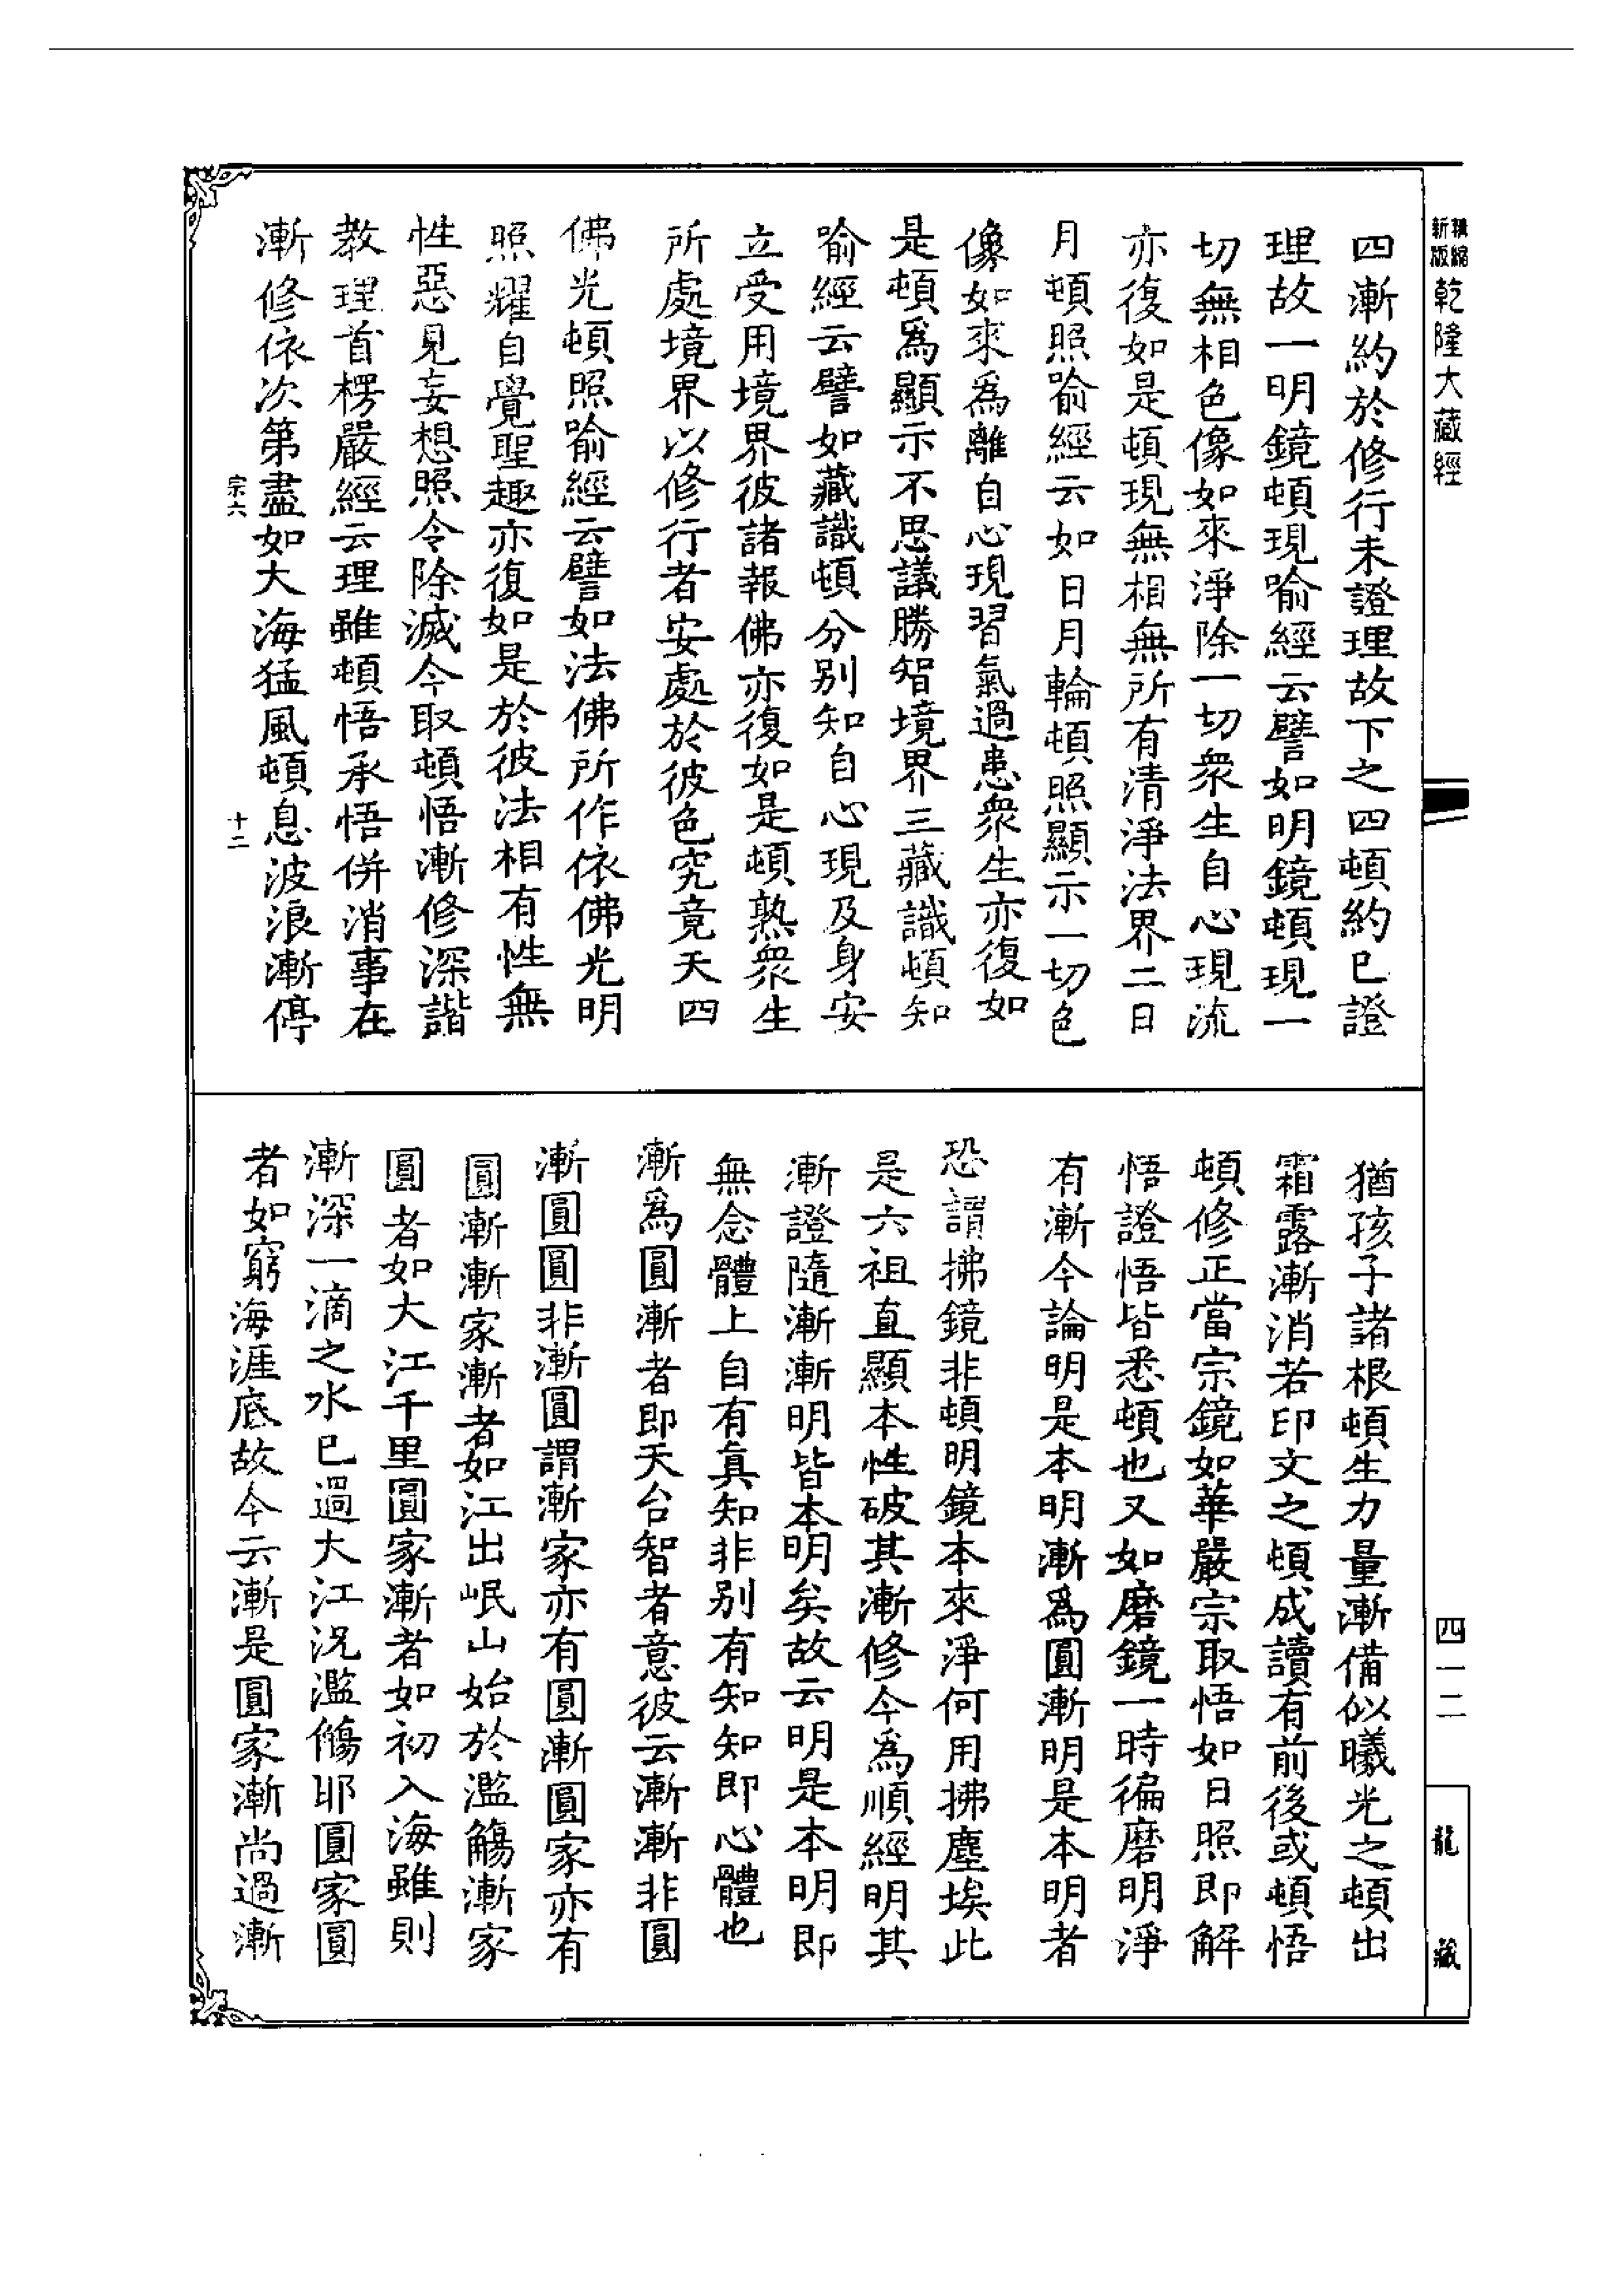 精縮新版乾隆大藏經
四一二
龍藏
四漸約於修行未證理故下之四頓約已證
理故一明鏡頓現喻經云譬如明鏡頓現一
切無相色像如來淨除一切衆生自心現流
亦復如是頓現無相無所有清淨法界二日
月頓照喻經云如日月輪頓照顯示一切色
像如來爲離自心現習氣過患衆生亦復如
是頓爲顯示不思議勝智境界三藏識頓知
喻經云譬如藏識頓分別知自心現及身安
立受用境界彼諸報佛亦復如是頓熟衆生
所處境界以修行者安處於彼色究竟天四
佛光頓照喻經云譬如法佛所作依佛光明
照耀自覺聖趣亦復如是於彼法相有性無
性惡見妄想照令除滅今取頓悟漸修深諧
教理首楞嚴經云理雖頓悟承悟併消事在
漸修依次第盡如大海猛風頓息波浪漸停
宗六
十二
猶孩子諸根頓生力量漸備似曦光之頓出
霜露漸消若印文之頓成讀有前後或頓悟
頓修正當宗鏡如華嚴宗取悟如日照即解
悟證悟皆悉頓也又如磨鏡一時徧磨明淨
有漸今論明是本明漸爲圓漸明是本明者
恐謂拂鏡非頓明鏡本來淨何用拂塵埃此
是六祖直顯本性破其漸修今爲順經明其
漸證隨漸漸明皆本明矣故云明是本明即
無念體上自有真知非別有知知即心體也
漸爲圓漸者即天台智者意彼云漸漸非圓
漸圓圓非漸圓謂漸家亦有圓漸圓家亦有
圓漸漸家漸者如江出岷山始於濫觴漸家
圓者如大江千里圓家漸者如初入海雖則
漸深一滴之水已過大江況濫觴耶圓家圓
者如窮海涯底故今云漸是圓家漸尚過漸